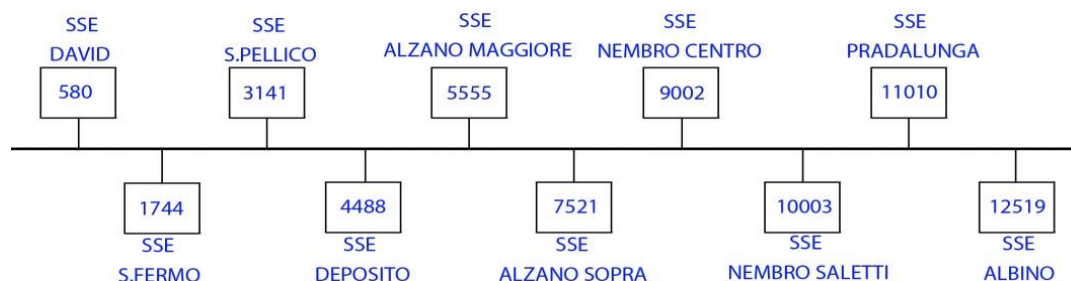 SSE
DAVID
580
SSE
S.PELLICO
3141
SSE
ALZANO MAGGIORE
5555
SSE
NEMBRO CENTRO
9002
SSE
PRADALUNGA
11010
1744
SSE
S.FERMO
4488
SSE
DEPOSITO
7521
SSE
ALZANO SOPRA
10003
SSE
NEMBRO SALETTI
12519
SSE
ALBINO